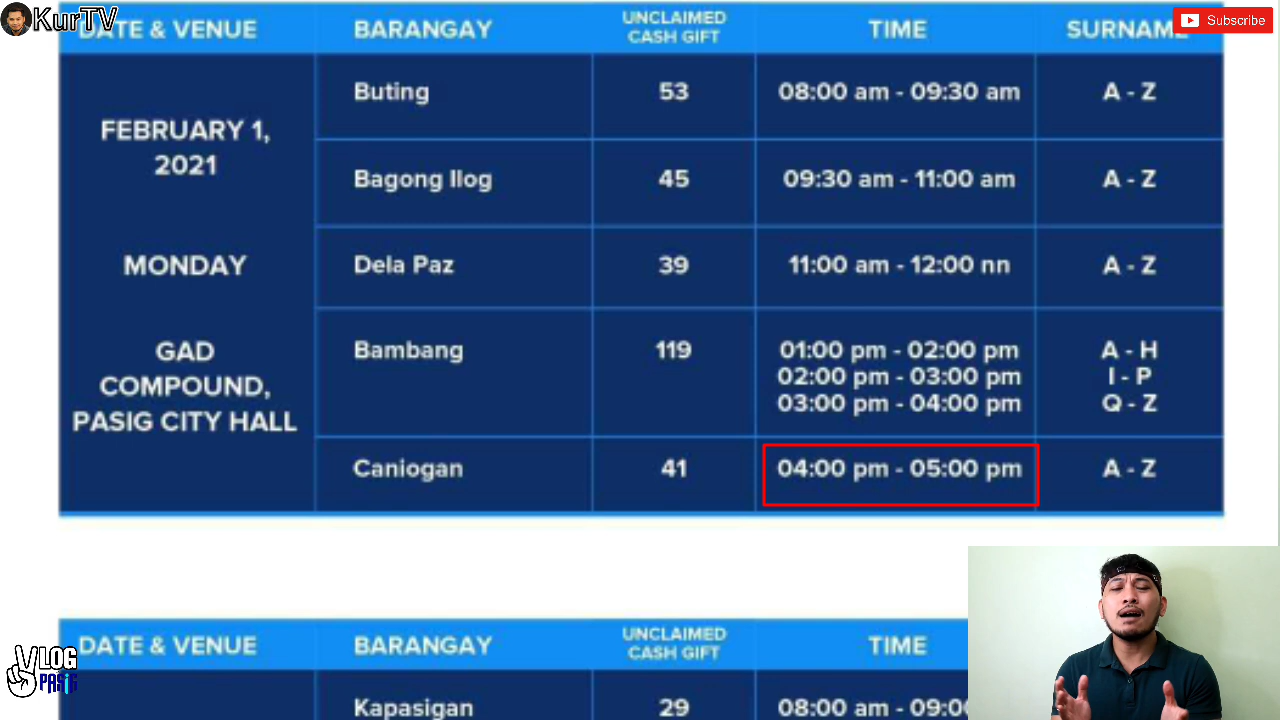 KurTV
Subscribe
DATE & VENUE BARANGAY UNCLAIMED CASH GIFT TIME SURNAME
FEBRUARY 1, 2021
MONDAY
GAD COMPOUND, PASIG CITY HALL
Buting 53 08:00 am - 09:30 am A - Z
Bagong Ilog 45 09:30 am - 11:00 am A - Z
Dela Paz 39 11:00 am - 12:00 nn A - Z
Bambang 119 01:00 pm - 02:00 pm A - H
02:00 pm - 03:00 pm I - P
03:00 pm - 04:00 pm Q - Z
Caniogan 41 04:00 pm - 05:00 pm A - Z
DATE & VENUE BARANGAY UNCLAIMED CASH GIFT TIME
Kapasigan 29 08:00 am - 09:00
VLOG
PASIG